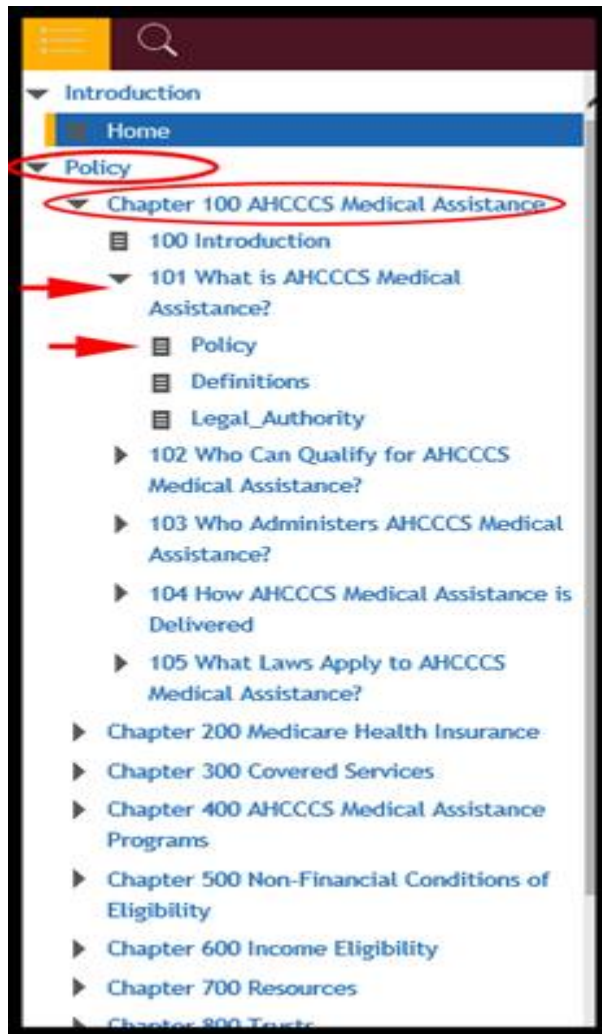 Introduction
Home
Policy
Chapter 100 AHCCCS Medical Assistance
100 Introduction
101 What is AHCCCS Medical
Assistance?
Policy
Definitions
Legal_Authority
102 Who Can Qualify for AHCCCS
Medical Assistance?
103 Who Administers AHCCCS Medical
Assistance?
104 How AHCCCS Medical Assistance is
Delivered
105 What Laws Apply to AHCCCS
Medical Assistance?
Chapter 200 Medicare Health Insurance
Chapter 300 Covered Services
Chapter 400 AHCCCS Medical Assistance
Programs
Chapter 500 Non-Financial Conditions of
Eligibility
Chapter 600 Income Eligibility
Chapter 700 Resources
Chapter 800 Trusts